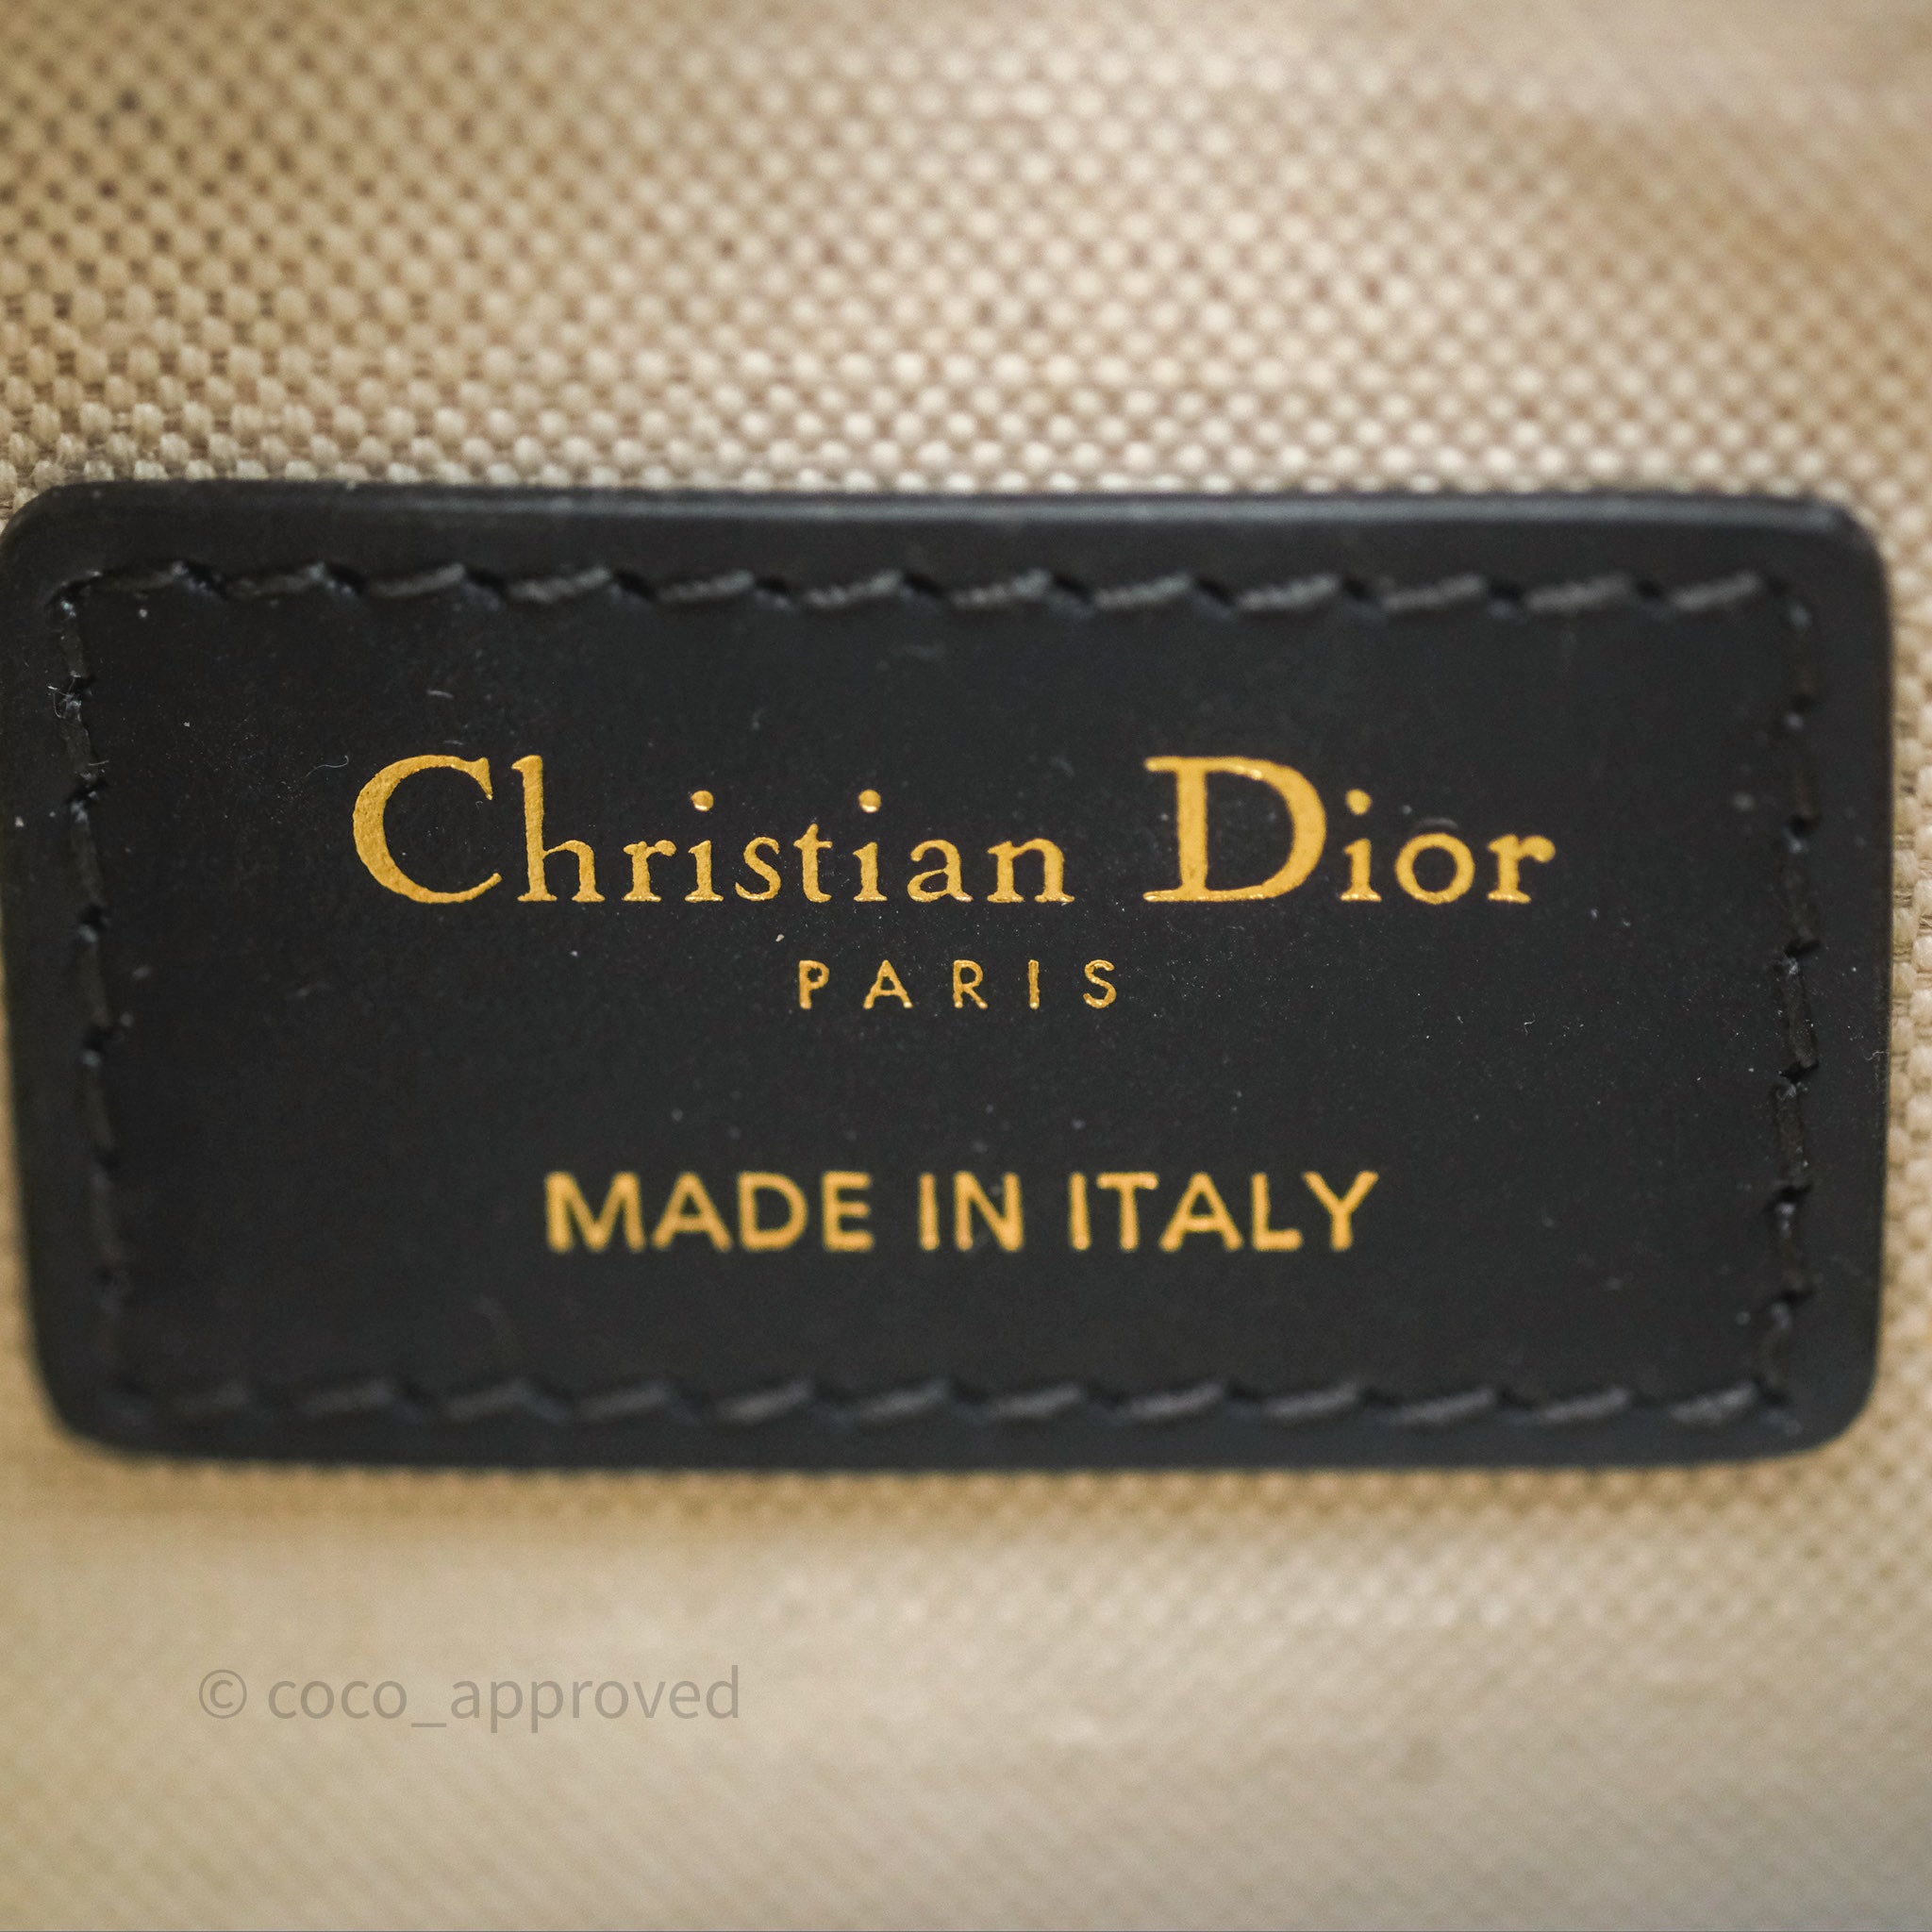 Christian Dior
PARIS
MADE IN ITALY
© coco_approved